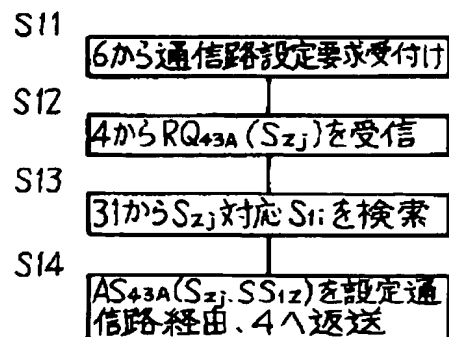 S11
6から通信路設定要求受付け
S12
4からRQ43A(Szj)を受信
S13
31からSzj対応S1iを検索
S14
AS43A(Szj.SS1z)を設定通
信路経由、4へ返送